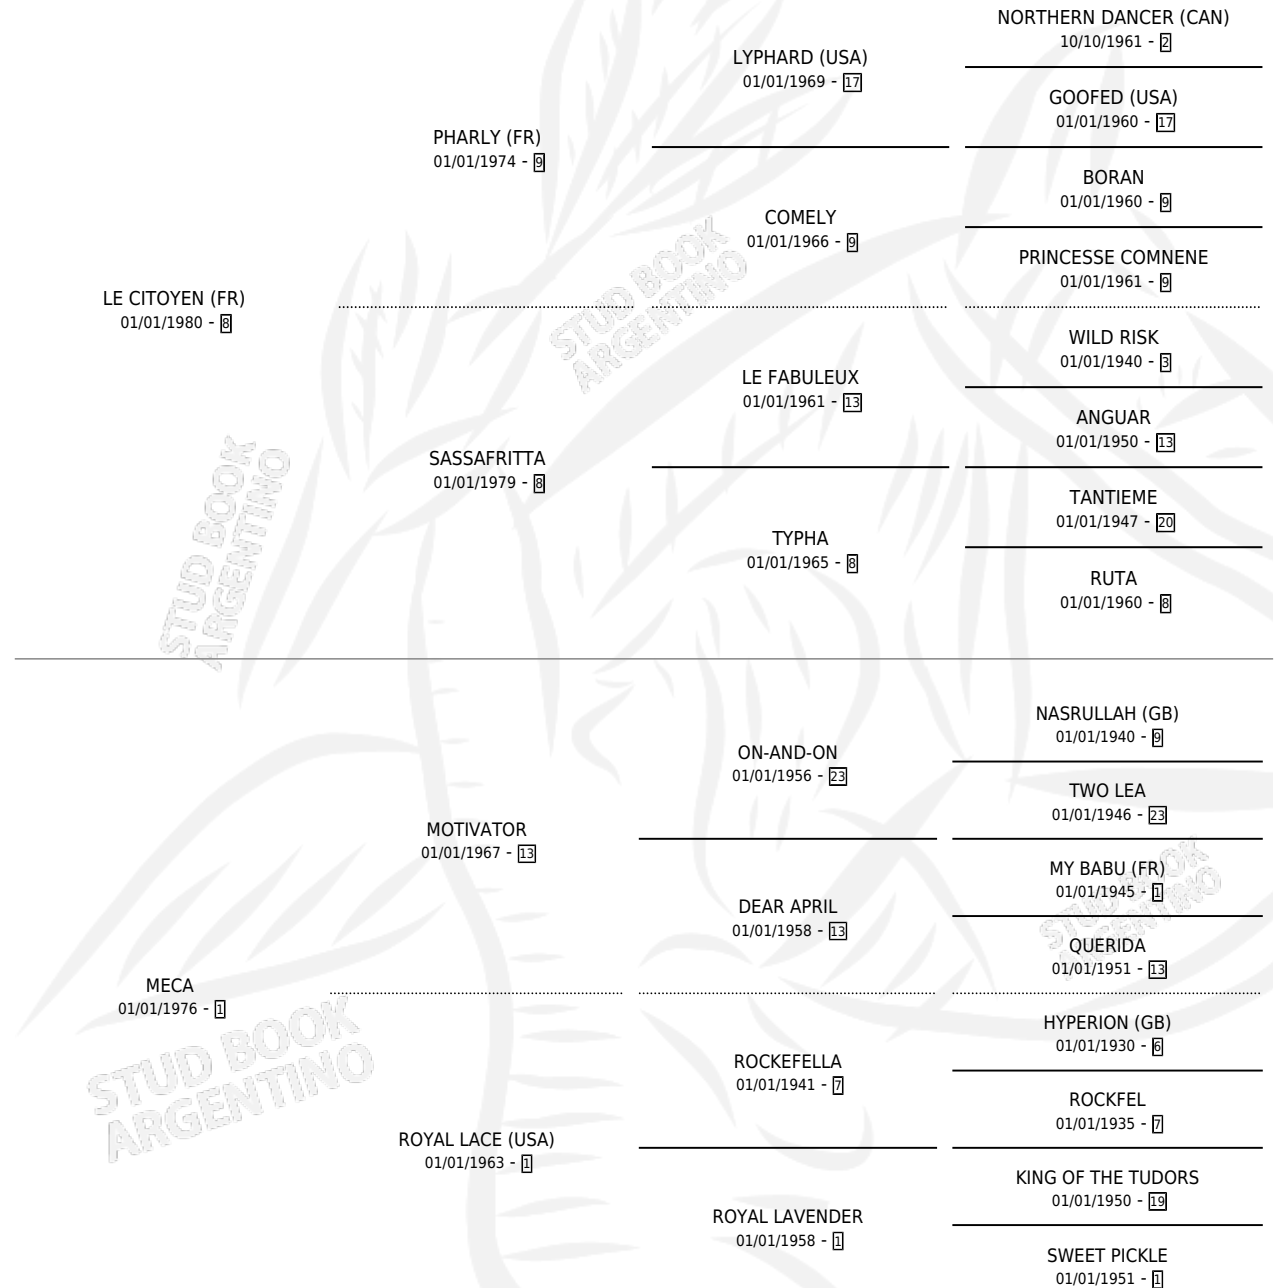 NORTHERN DANCER (CAN)
10/10/1961 - 2
LYPHARD (USA)
01/01/1969 - 17
GOOFED (USA)
01/01/1960 - 17
PHARLY (FR)
01/01/1974 - 9
BORAN
01/01/1960 - 9
COMELY
01/01/1966 - 9
PRINCESSE COMNENE
01/01/1961 - 9
LE CITOYEN (FR)
01/01/1980 - 8
WILD RISK
01/01/1940 - 3
LE FABULEUX
01/01/1961 - 13
ANGUAR
01/01/1950 - 13
SASSAFRITTA
01/01/1979 - 8
TANTIEME
01/01/1947 - 20
TYPHA
01/01/1965 - 8
RUTA
01/01/1960 - 8
NASRULLAH (GB)
01/01/1940 - 9
ON-AND-ON
01/01/1956 - 23
TWO LEA
01/01/1946 - 23
MOTIVATOR
01/01/1967 - 13
MY BABU (FR)
01/01/1945 - 1
DEAR APRIL
01/01/1958 - 13
QUERIDA
01/01/1951 - 13
MECA
01/01/1976 - 1
HYPERION (GB)
01/01/1930 - 6
ROCKEFELLA
01/01/1941 - 7
ROCKFEL
01/01/1935 - 7
ROYAL LACE (USA)
01/01/1963 - 1
KING OF THE TUDORS
01/01/1950 - 19
ROYAL LAVENDER
01/01/1958 - 1
SWEET PICKLE
01/01/1951 - 1
STUD BOOK
ARGENTINO
STUD BOOK
ARGENTINO
STUD BOOK
ARGENTINO
STUD BOOK
ARGENTINO